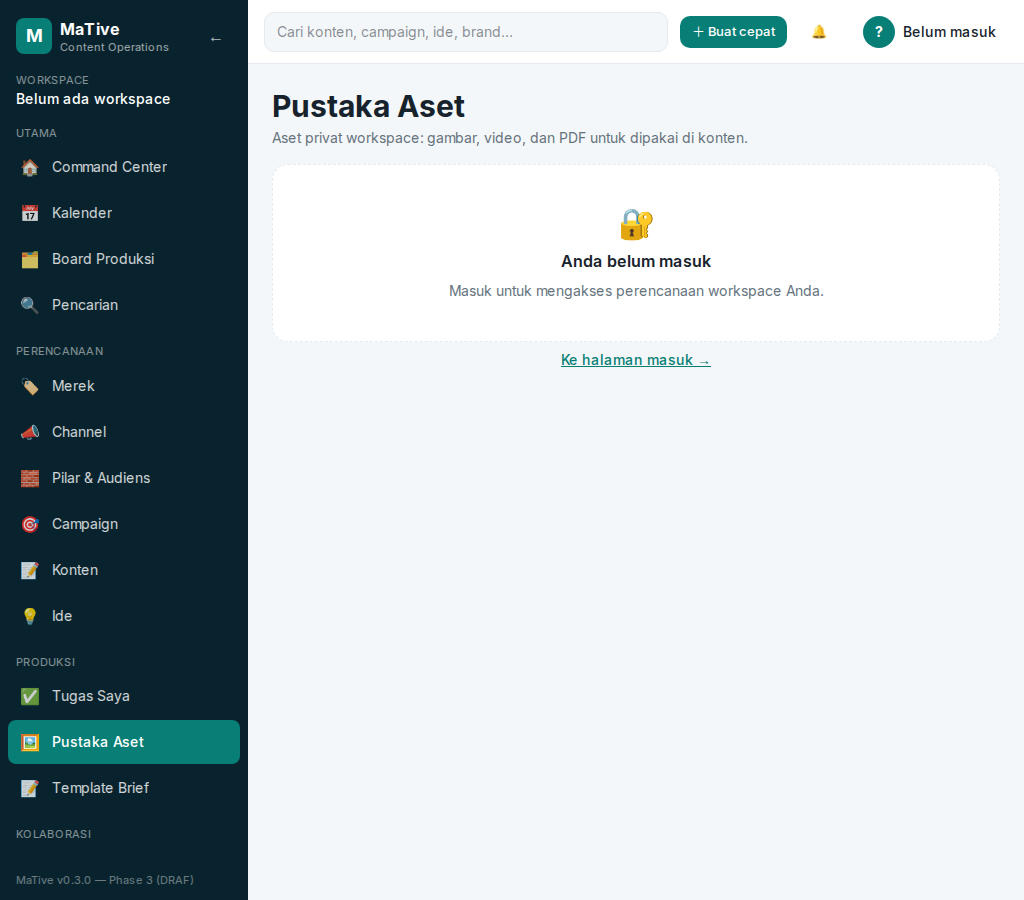 M
MaTive
Content Operations
←
WORKSPACE
Belum ada workspace
UTAMA
Command Center
Kalender
Board Produksi
Pencarian
PERENCANAAN
Merek
Channel
Pilar & Audiens
Campaign
Konten
Ide
PRODUKSI
Tugas Saya
Pustaka Aset
Template Brief
KOLABORASI
MaTive v0.3.0 — Phase 3 (DRAF)
Cari konten, campaign, ide, brand...
+ Buat cepat
?
Belum masuk
Pustaka Aset
Aset privat workspace: gambar, video, dan PDF untuk dipakai di konten.
Anda belum masuk
Masuk untuk mengakses perencanaan workspace Anda.
Ke halaman masuk →